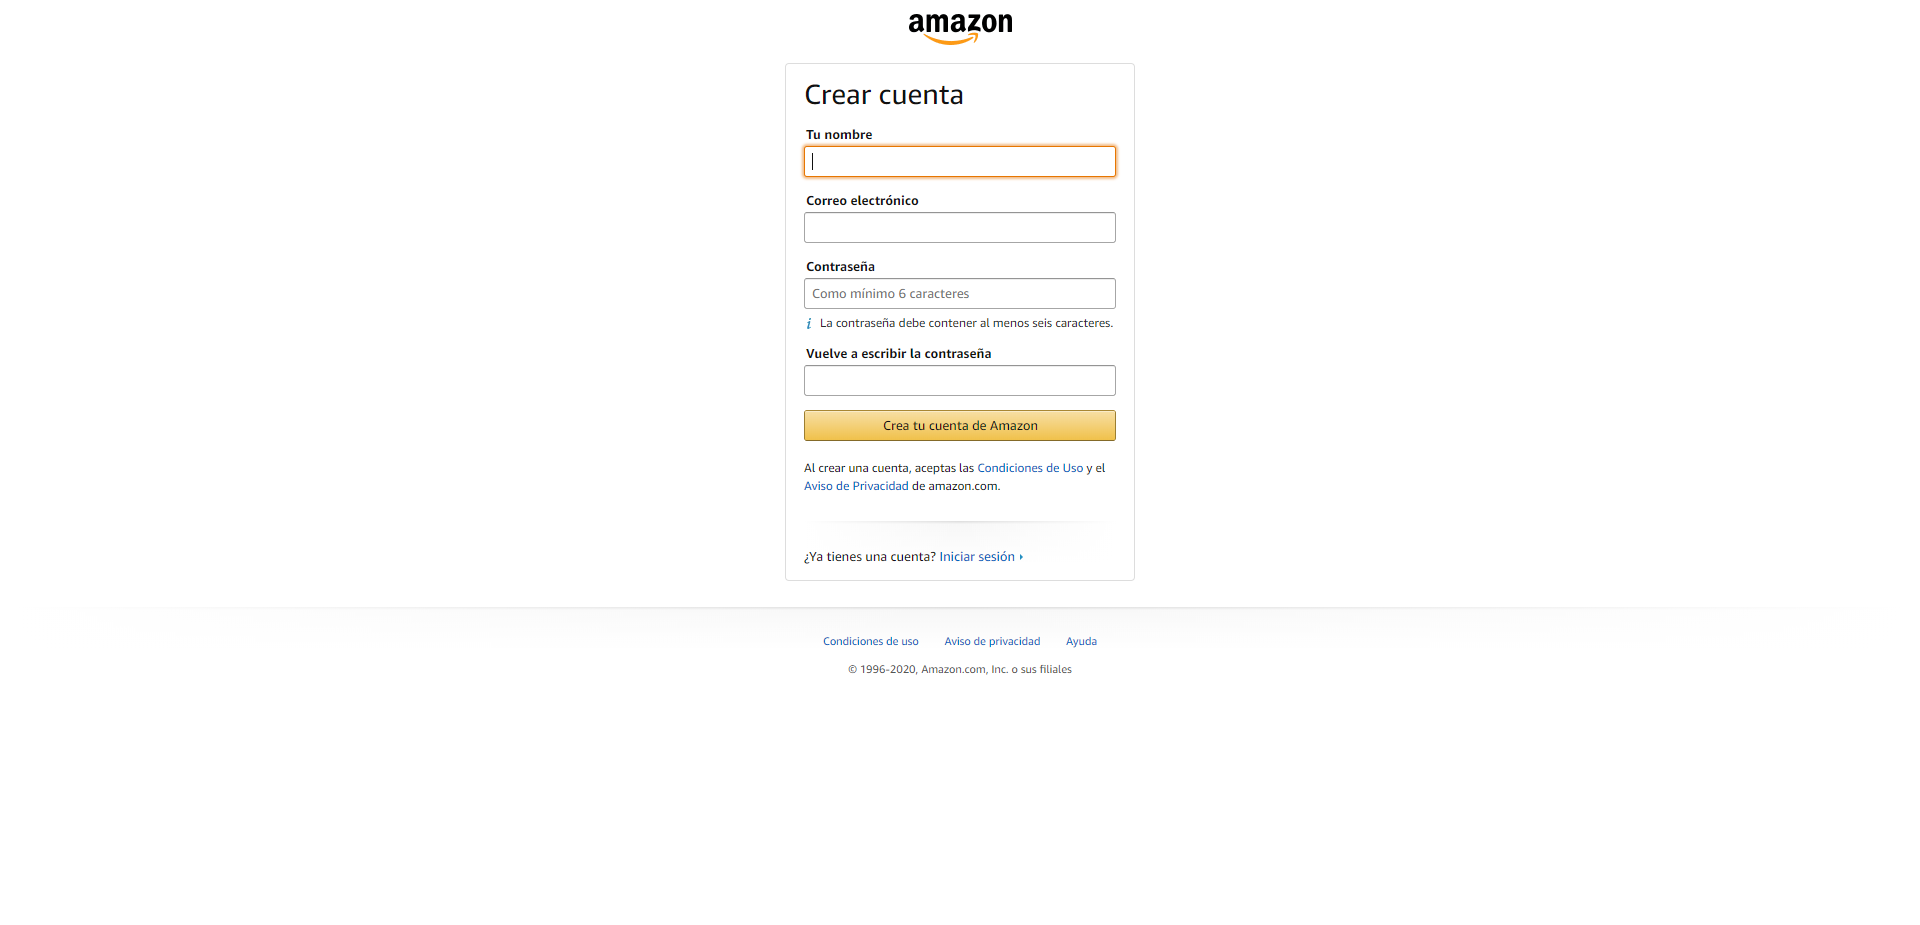 amazon
Crear cuenta
Tu nombre
Correo electrónico
Contraseña
Como mínimo 6 caracteres
i La contraseña debe contener al menos seis caracteres.
Vuelve a escribir la contraseña
Crea tu cuenta de Amazon
Al crear una cuenta, aceptas las Condiciones de Uso y el
Aviso de Privacidad de amazon.com.
¿Ya tienes una cuenta? Iniciar sesión
Condiciones de uso Aviso de privacidad Ayuda
© 1996-2020, Amazon.com, Inc. o sus filiales